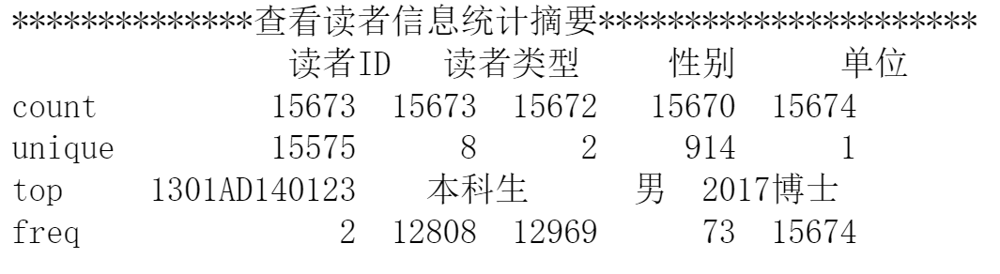 **************查看读者信息统计摘要**********************
读者ID 读者类型 性别 单位
count 15673 15673 15672 15670 15674
unique 15575 8 2 914 1
top 1301AD140123 本科生 男 2017博士
freq 2 12808 12969 73 15674